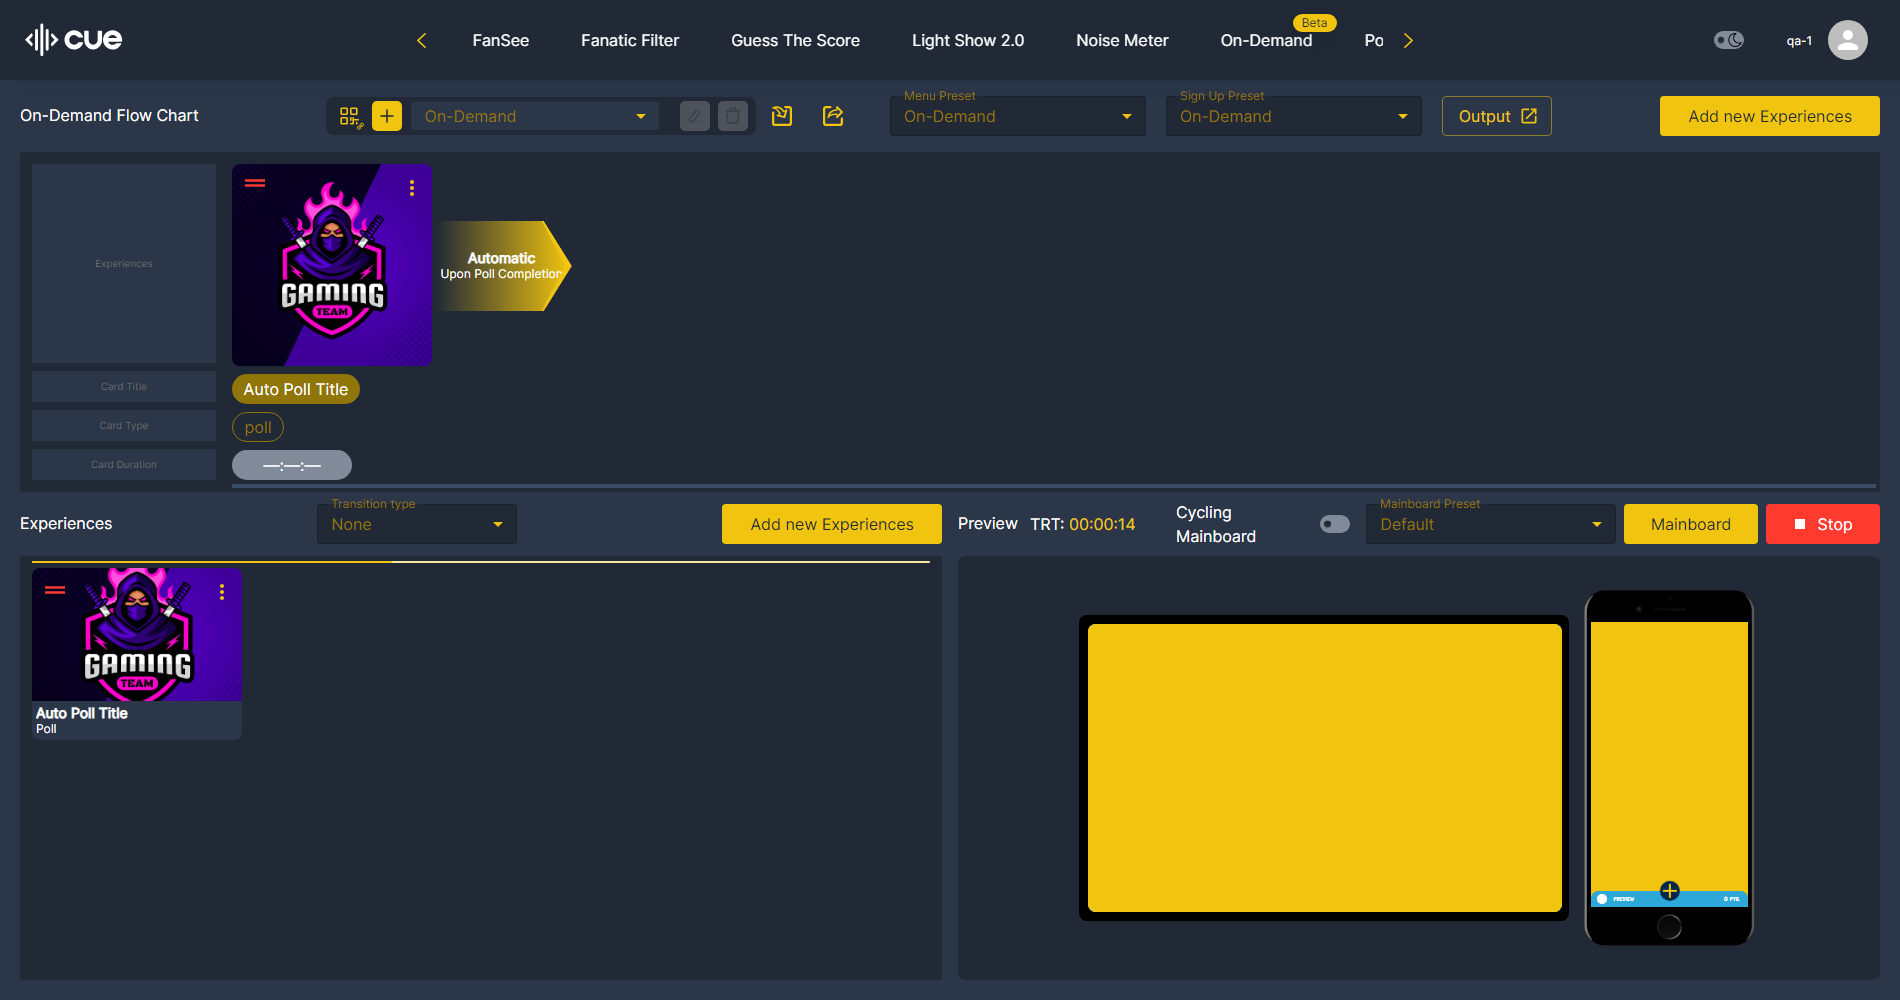 cue
FanSee
Fanatic Filter
Guess The Score
Light Show 2.0
Noise Meter
On-Demand
Beta
Po
qa-1
On-Demand Flow Chart
On-Demand
Menu Preset
On-Demand
Sign Up Preset
On-Demand
Output
Add new Experiences
Experiences
GAMING
TEAM
Automatic
Upon Poll Completion
Card Title
Auto Poll Title
Card Type
poll
Card Duration
—:—:—
Experiences
Transition type
None
Add new Experiences
Preview
TRT: 00:00:14
Cycling
Mainboard
Mainboard Preset
Default
Mainboard
Stop
GAMING
TEAM
Auto Poll Title
Poll
PREVIEW
0 PTS.